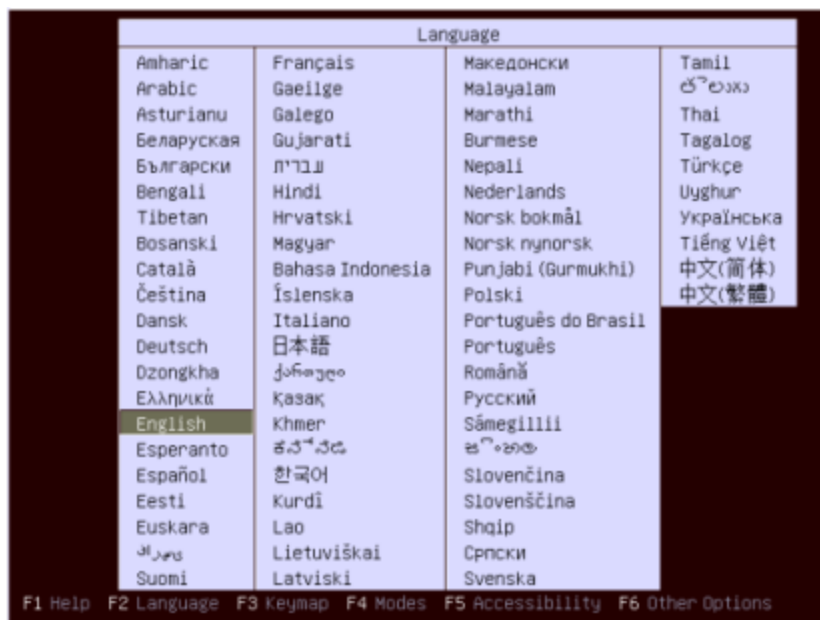 Language
Amharic
Arabic
Asturianu
Беларуская
Български
Bengali
Tibetan
Bosanski
Català
Čeština
Dansk
Deutsch
Dzongkha
Ελληνικά
English
Esperanto
Español
Eesti
Euskara
Suomi
Français
Gaeilge
Galego
Gujarati
עברית
Hindi
Hrvatski
Magyar
Bahasa Indonesia
Íslenska
Italiano
日本語
ქართული
Қазақ
Khmer
한국어
Kurdî
Lao
Lietuviškai
Latviski
Македонски
Malayalam
Marathi
Burmese
Nepali
Nederlands
Norsk bokmål
Norsk nynorsk
Punjabi (Gurmukhi)
Polski
Português do Brasil
Português
Română
Русский
Sámegillii
Slovenčina
Slovenščina
Shqip
Српски
Svenska
Tamil
Thai
Tagalog
Türkçe
Uyghur
Українська
Tiếng Việt
中文(简体)
中文(繁體)
F1 Help F2 Language F3 Keymap F4 Modes F5 Accessibility F6 Other Options